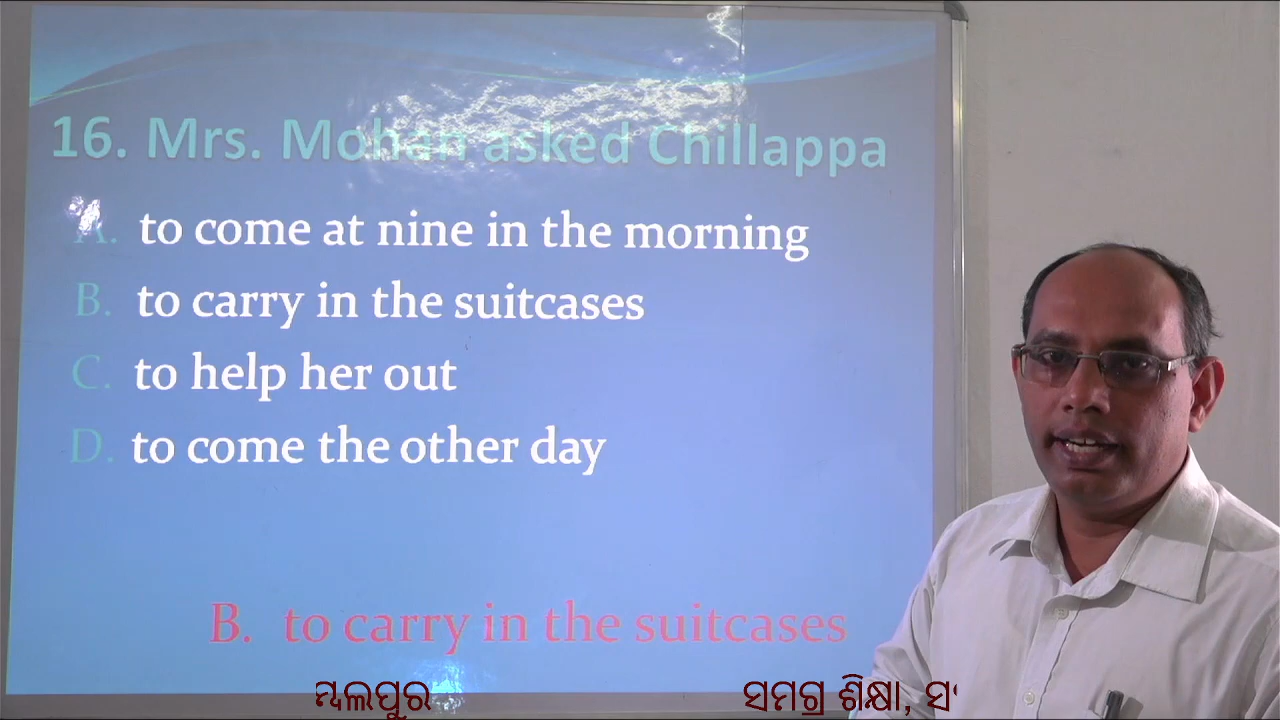 16. Mrs. Mohan asked Chillappa
A. to come at nine in the morning
B. to carry in the suitcases
C. to help her out
D. to come the other day
B. to carry in the suitcases
ମ୍ବଲପୁର ସମଗ୍ର ଶିକ୍ଷା,